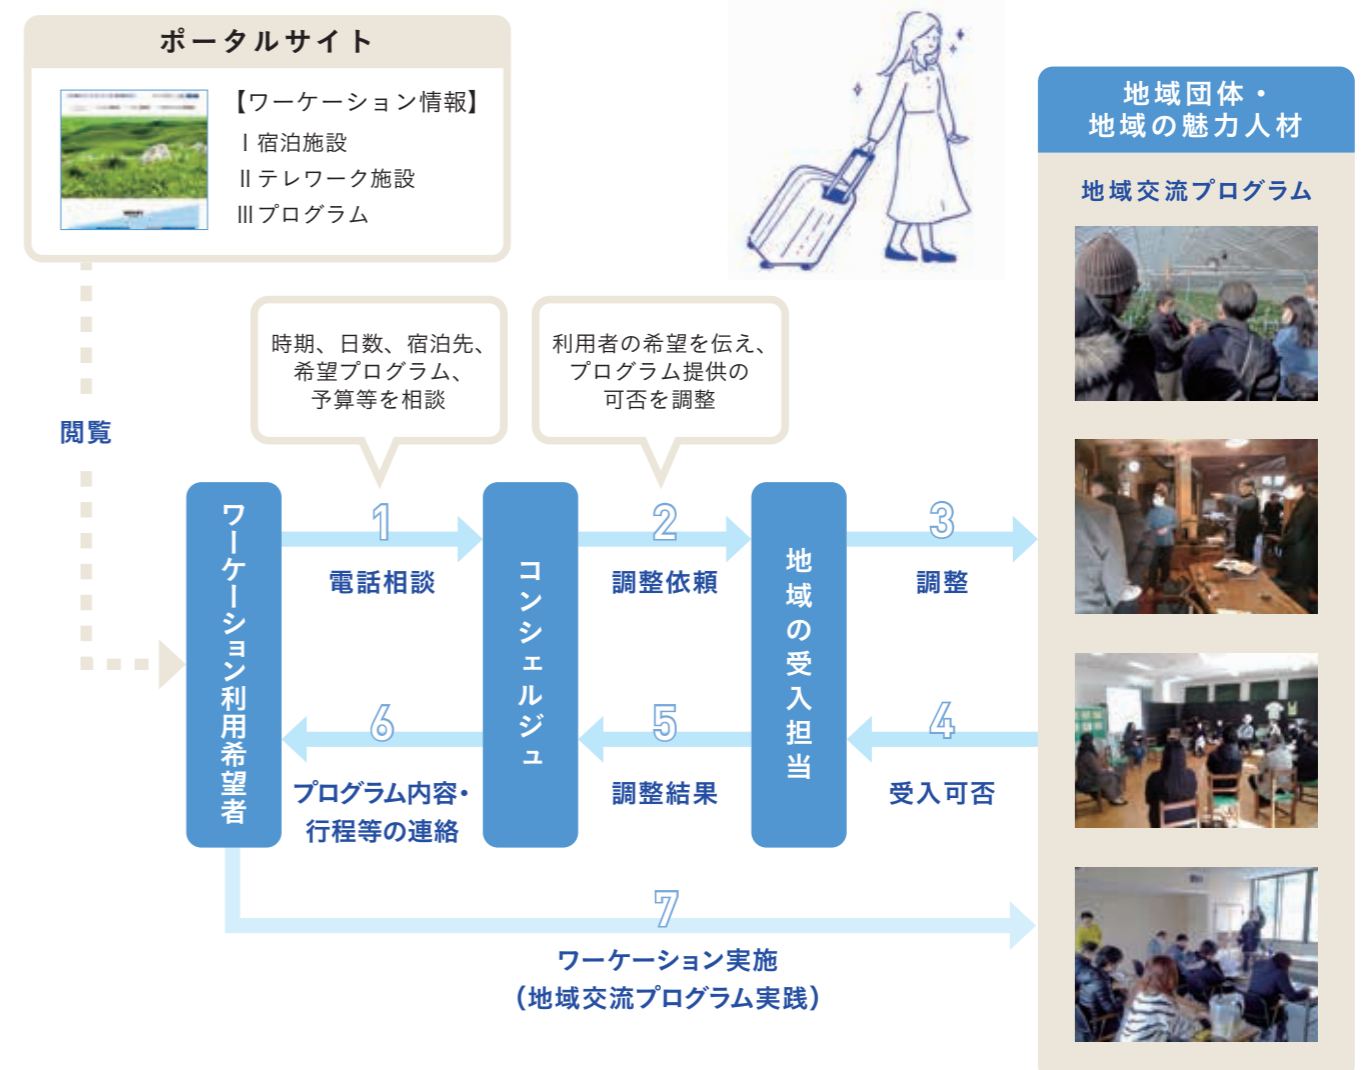 ポータルサイト
【ワーケーション情報】
Ⅰ宿泊施設
Ⅱテレワーク施設
Ⅲプログラム
地域団体・
地域の魅力人材
地域交流プログラム
時期、日数、宿泊先、
希望プログラム、
予算等を相談
利用者の希望を伝え、
プログラム提供の
可否を調整
閲覧
ワーケーション利用希望者
1
電話相談
コンシェルジュ
2
調整依頼
地域の受入担当
3
調整
6
プログラム内容・
行程等の連絡
5
調整結果
4
受入可否
7
ワーケーション実施
（地域交流プログラム実践）